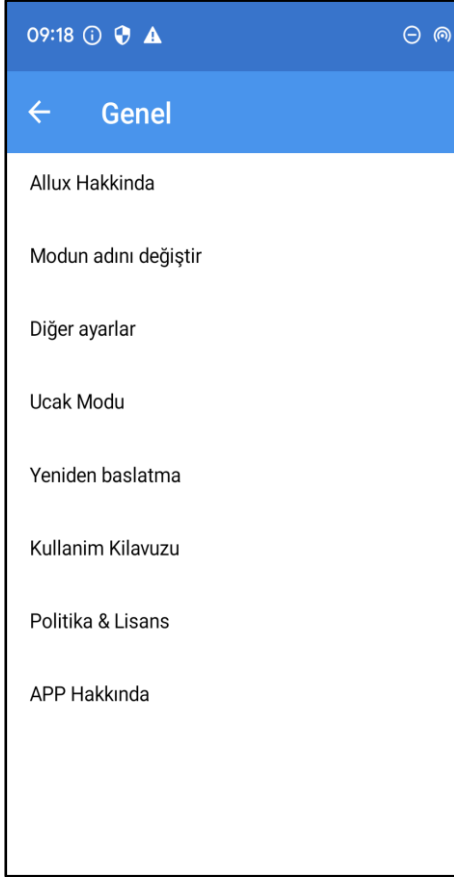 09:18
Genel
Allux Hakkinda
Modun adını değiştir
Diğer ayarlar
Ucak Modu
Yeniden baslatma
Kullanim Kilavuzu
Politika & Lisans
APP Hakkında